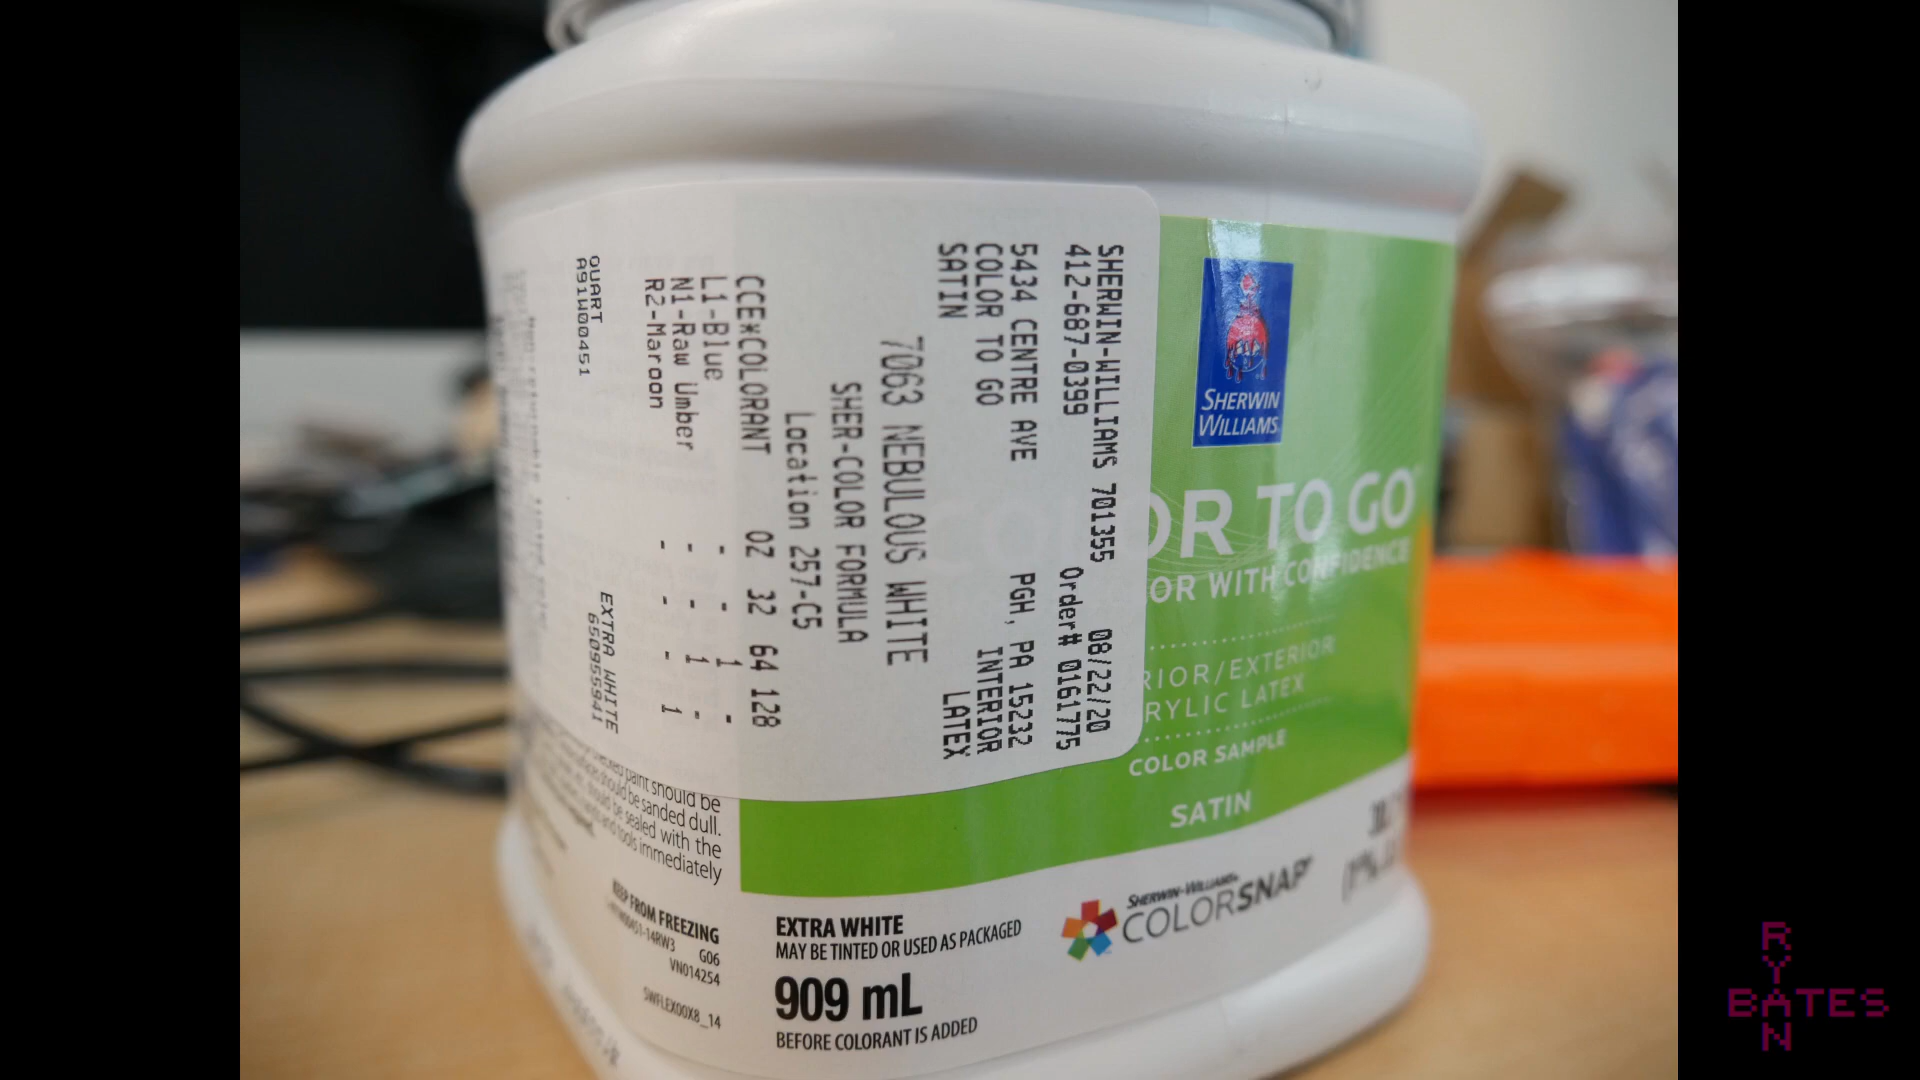 SHERWIN-WILLIAMS 701355 08/22/20
412-687-0399 Order# 0161775
5434 CENTRE AVE PGH, PA 15232
COLOR TO GO INTERIOR
SATIN LATEX
7063 NEBULOUS WHITE
SHER-COLOR FORMULA
Location 257-C5
CCE*COLORANT OZ 32 64 128
L1-Blue - - 1 -
N1-Raw Umber - - 1 -
R2-Maroon - - - 1
QUART EXTRA WHITE
A91W00451 650955941
SHERWIN
WILLIAMS
OR TO GO
OR WITH CONFIDENCE
RIOR/EXTERIOR
RYLIC LATEX
COLOR SAMPLE
SATIN
paint should be
should be sanded dull.
should be sealed with the
and tools immediately
KEEP FROM FREEZING
G06
VN014254
SWFLEX00X8_14
EXTRA WHITE
MAY BE TINTED OR USED AS PACKAGED
909 mL
BEFORE COLORANT IS ADDED
SHERWIN-WILLIAMS
COLORSNAP
RYAN
BATES